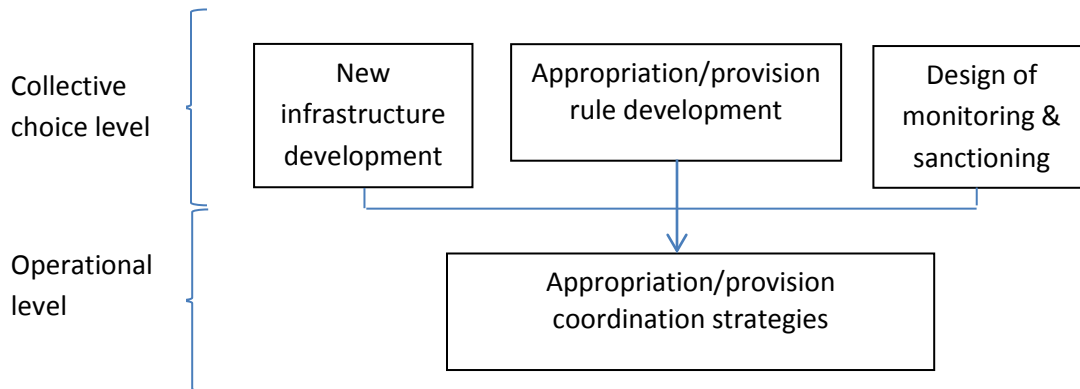 Collective
choice level
New
infrastructure
development
Appropriation/provision
rule development
Design of
monitoring &
sanctioning
Operational
level
Appropriation/provision
coordination strategies